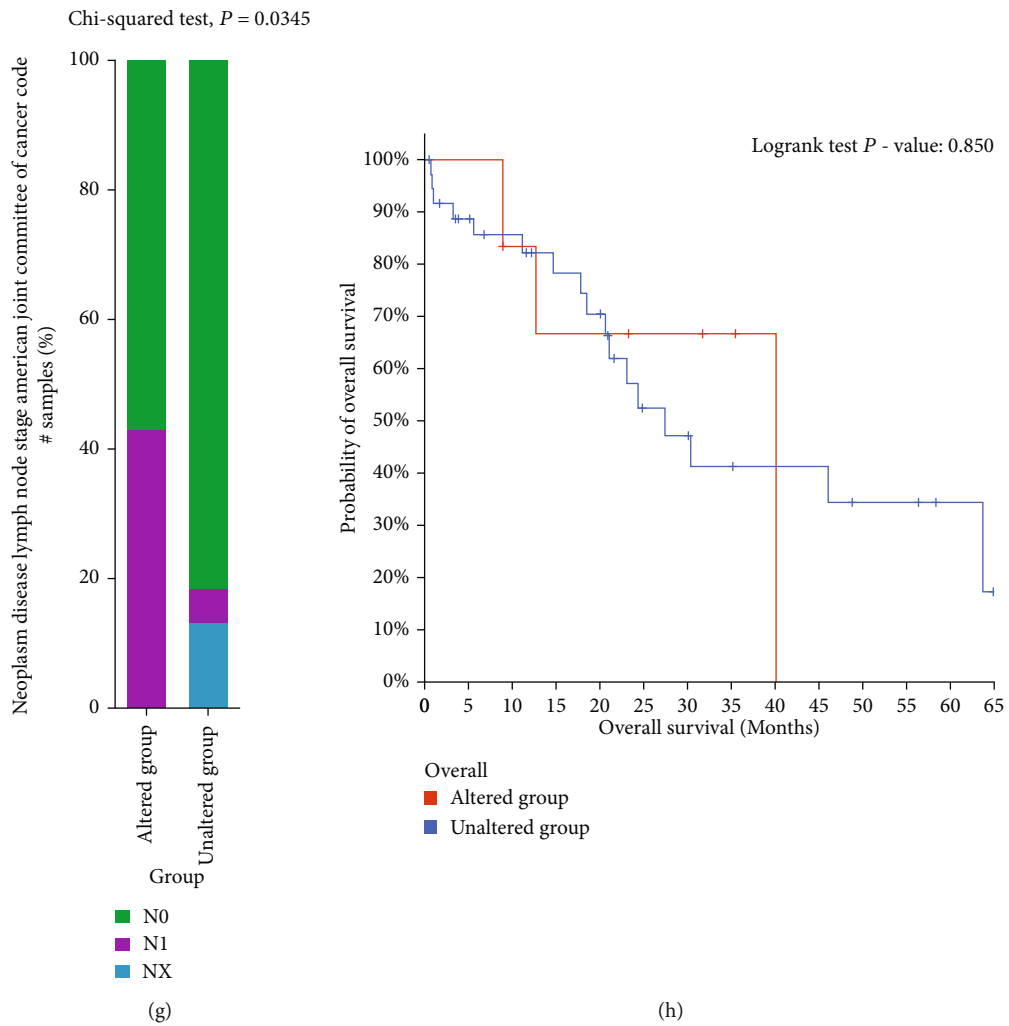 Chi-squared test, P = 0.0345
Neoplasm disease lymph node stage american joint committee of cancer code
# samples (%)
100
80
60
40
20
0
Altered group
Unaltered group
Group
N0
N1
NX
(g)
Logrank test P - value: 0.850
Probability of overall survival
100%
90%
80%
70%
60%
50%
40%
30%
20%
10%
0%
0 5 10 15 20 25 30 35 40 45 50 55 60 65
Overall survival (Months)
Overall
Altered group
Unaltered group
(h)